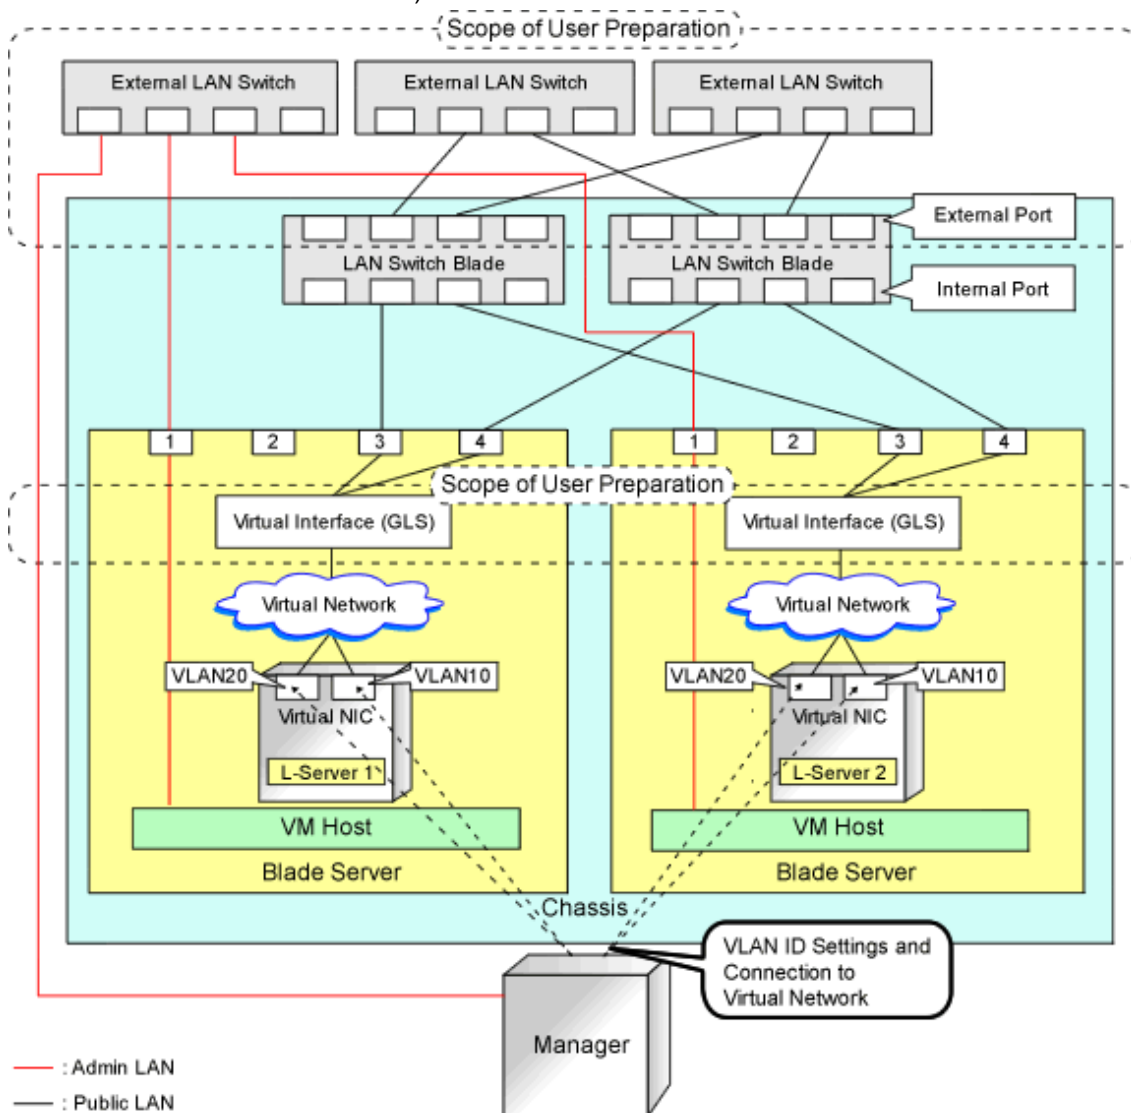 Scope of User Preparation
External LAN Switch
External LAN Switch
External LAN Switch
External Port
LAN Switch Blade
LAN Switch Blade
Internal Port
1
2
3
4
1
2
3
4
Scope of User Preparation
Virtual Interface (GLS)
Virtual Interface (GLS)
Virtual Network
Virtual Network
VLAN20
VLAN10
VLAN20
VLAN10
Virtual NIC
Virtual NIC
L-Server 1
L-Server 2
VM Host
VM Host
Blade Server
Blade Server
Chassis
VLAN ID Settings and
Connection to
Virtual Network
Manager
: Admin LAN
: Public LAN